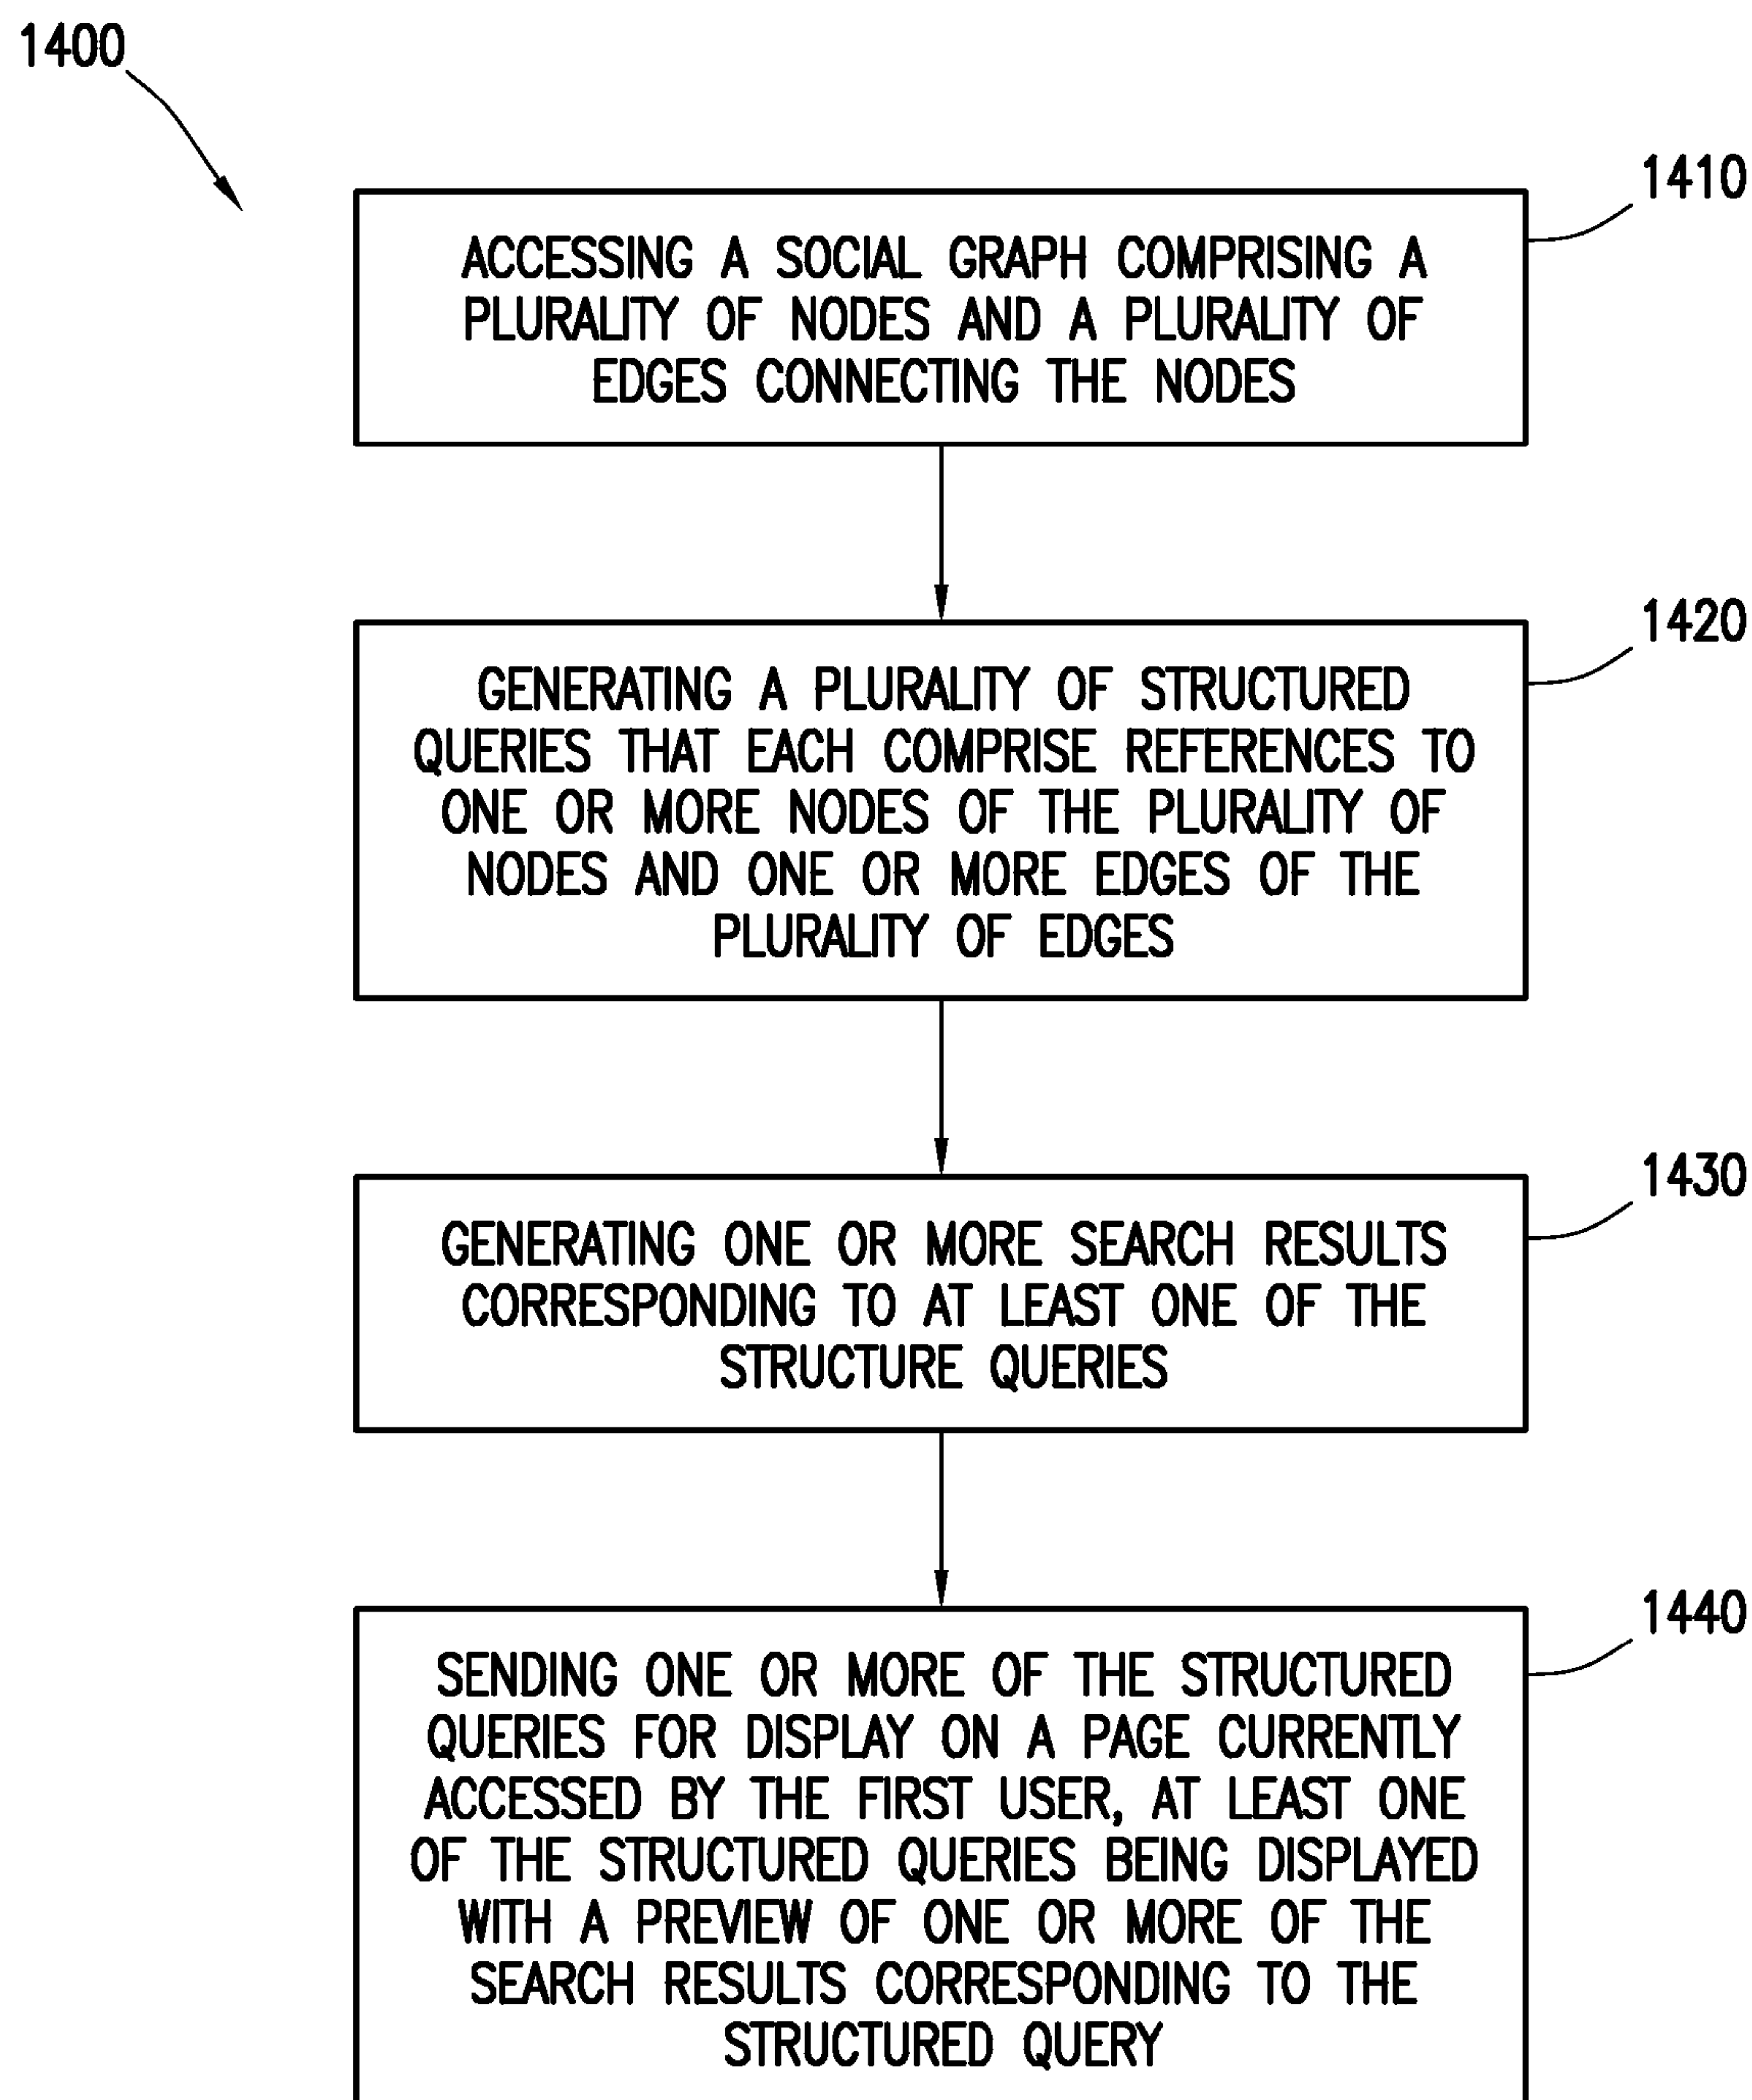 1400
1410
ACCESSING A SOCIAL GRAPH COMPRISING A
PLURALITY OF NODES AND A PLURALITY OF
EDGES CONNECTING THE NODES
1420
GENERATING A PLURALITY OF STRUCTURED
QUERIES THAT EACH COMPRISE REFERENCES TO
ONE OR MORE NODES OF THE PLURALITY OF
NODES AND ONE OR MORE EDGES OF THE
PLURALITY OF EDGES
1430
GENERATING ONE OR MORE SEARCH RESULTS
CORRESPONDING TO AT LEAST ONE OF THE
STRUCTURE QUERIES
1440
SENDING ONE OR MORE OF THE STRUCTURED
QUERIES FOR DISPLAY ON A PAGE CURRENTLY
ACCESSED BY THE FIRST USER, AT LEAST ONE
OF THE STRUCTURED QUERIES BEING DISPLAYED
WITH A PREVIEW OF ONE OR MORE OF THE
SEARCH RESULTS CORRESPONDING TO THE
STRUCTURED QUERY